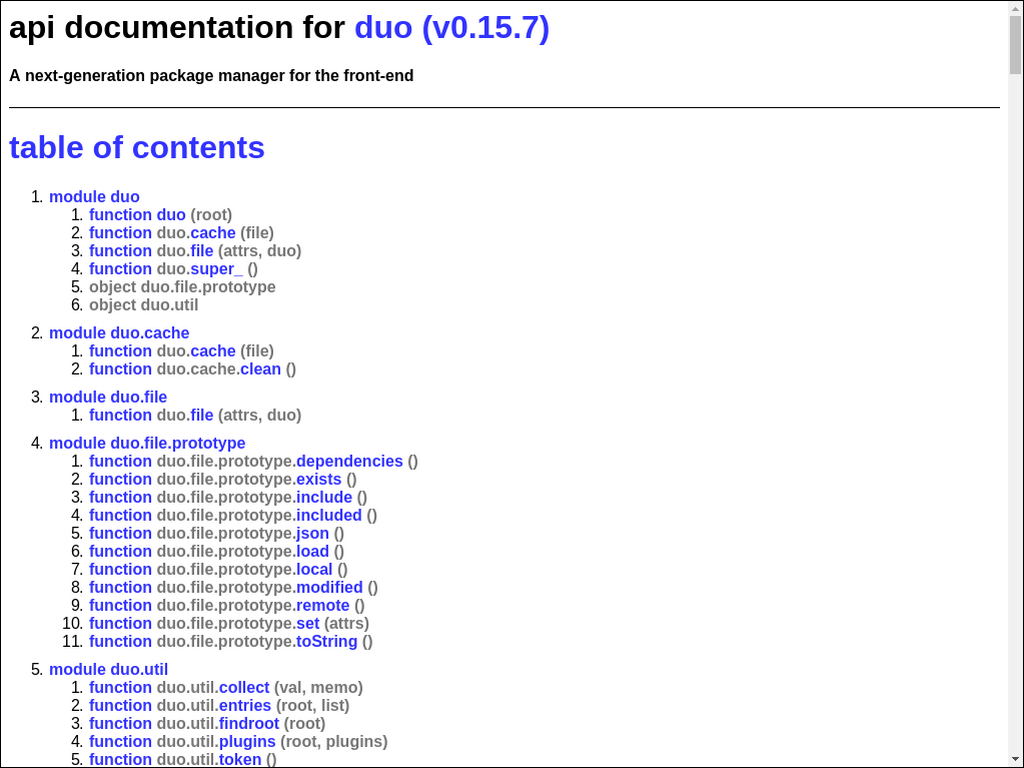 api documentation for duo (v0.15.7)
A next-generation package manager for the front-end
table of contents
1. module duo
1. function duo (root)
2. function duo.cache (file)
3. function duo.file (attrs, duo)
4. function duo.super_ ()
5. object duo.file.prototype
6. object duo.util
2. module duo.cache
1. function duo.cache (file)
2. function duo.cache.clean ()
3. module duo.file
1. function duo.file (attrs, duo)
4. module duo.file.prototype
1. function duo.file.prototype.dependencies ()
2. function duo.file.prototype.exists ()
3. function duo.file.prototype.include ()
4. function duo.file.prototype.included ()
5. function duo.file.prototype.json ()
6. function duo.file.prototype.load ()
7. function duo.file.prototype.local ()
8. function duo.file.prototype.modified ()
9. function duo.file.prototype.remote ()
10. function duo.file.prototype.set (attrs)
11. function duo.file.prototype.toString ()
5. module duo.util
1. function duo.util.collect (val, memo)
2. function duo.util.entries (root, list)
3. function duo.util.findroot (root)
4. function duo.util.plugins (root, plugins)
5. function duo.util.token ()